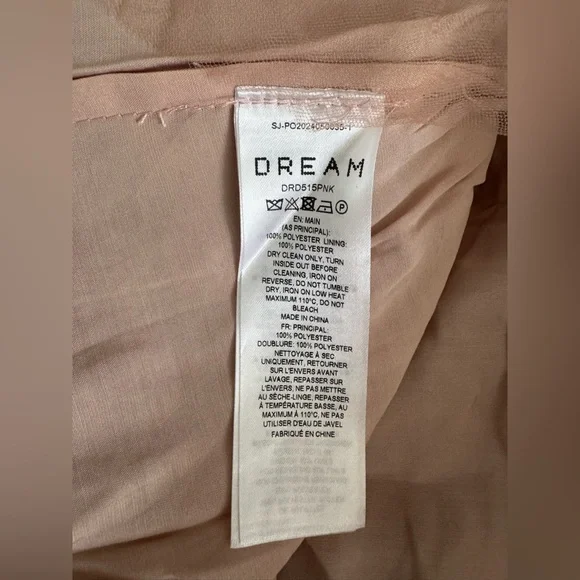 SJ-PO2024050035-1
DREAM
DRD515PNK
P
EN: MAIN
(AS PRINCIPAL):
100% POLYESTER LINING:
100% POLYESTER
DRY CLEAN ONLY, TURN
INSIDE OUT BEFORE
CLEANING, IRON ON
REVERSE, DO NOT TUMBLE
DRY, IRON ON LOW HEAT
MAXIMUM 110°C, DO NOT
BLEACH
MADE IN CHINA
FR: PRINCIPAL:
100% POLYESTER
DOUBLURE: 100% POLYESTER
NETTOYAGE À SEC
UNIQUEMENT, RETOURNER
SUR L'ENVERS AVANT
LAVAGE, REPASSER SUR
L'ENVERS, NE PAS METTRE
AU SÈCHE-LINGE, REPASSER
À TEMPÉRATURE BASSE, AU
MAXIMUM À 110°C, NE PAS
UTILISER D'EAU DE JAVEL
FABRIQUÉ EN CHINE